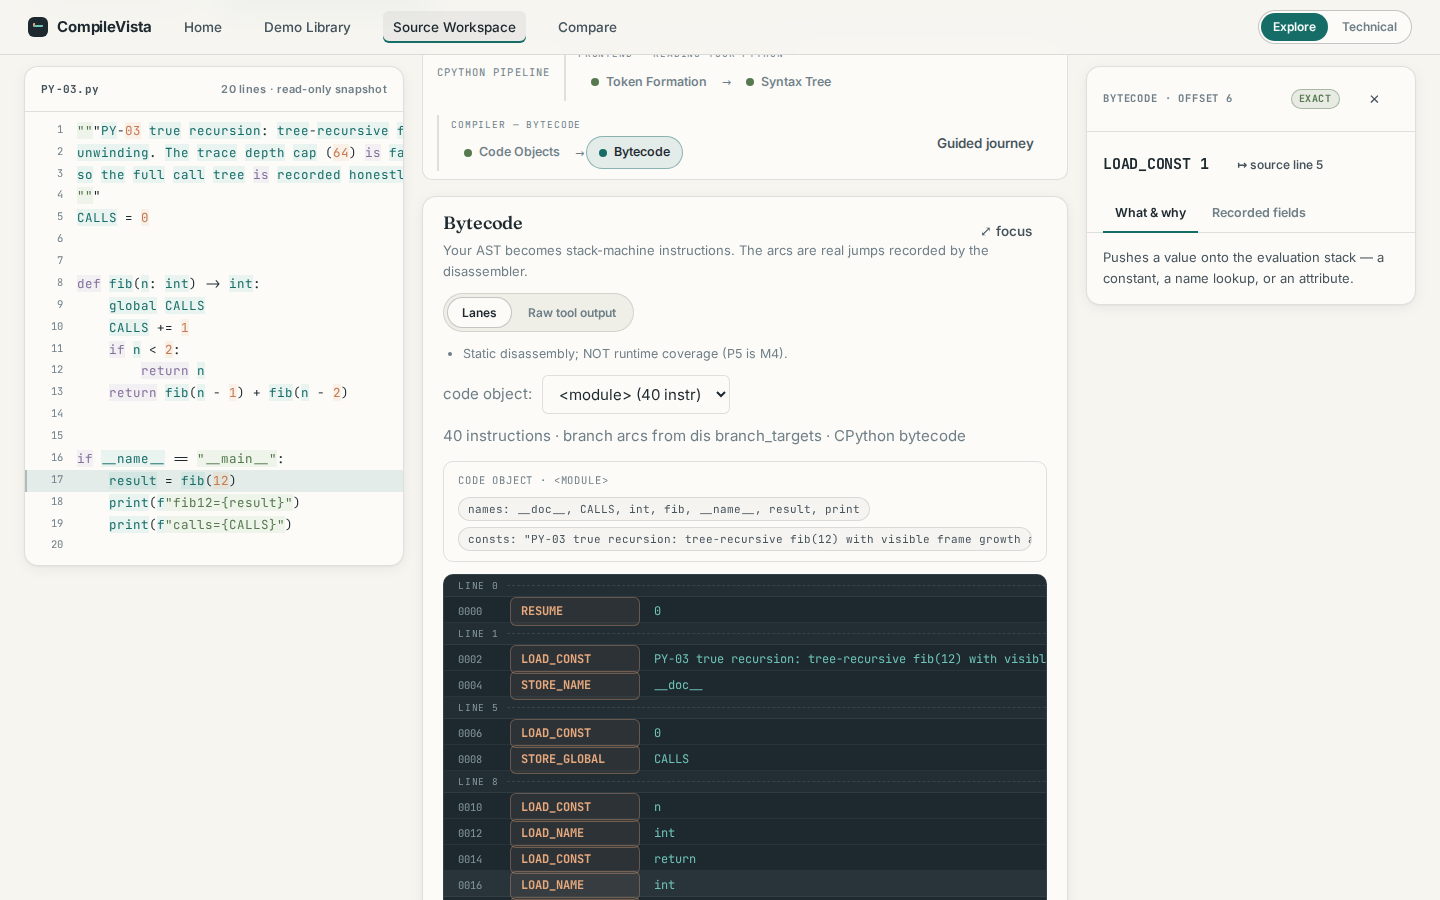 CompileVista
Home
Demo Library
Source Workspace
Compare
Explore
Technical
PY-03.py
20 lines · read-only snapshot
1 """PY-03 true recursion: tree-recursive f
2 unwinding. The trace depth cap (64) is fa
3 so the full call tree is recorded honestl
4 """
5 CALLS = 0
6
7
8 def fib(n: int) -> int:
9 global CALLS
10 CALLS += 1
11 if n < 2:
12 return n
13 return fib(n - 1) + fib(n - 2)
14
15
16 if __name__ == "__main__":
17 result = fib(12)
18 print(f"fib12={result}")
19 print(f"calls={CALLS}")
20
CPYTHON PIPELINE
Token Formation → Syntax Tree
COMPILER — BYTECODE
Code Objects → Bytecode
Guided journey
Bytecode
⤢ focus
Your AST becomes stack-machine instructions. The arcs are real jumps recorded by the
disassembler.
Lanes
Raw tool output
• Static disassembly; NOT runtime coverage (P5 is M4).
code object: <module> (40 instr)
40 instructions · branch arcs from dis branch_targets · CPython bytecode
CODE OBJECT · <MODULE>
names: __doc__, CALLS, int, fib, __name__, result, print
consts: "PY-03 true recursion: tree-recursive fib(12) with visible frame growth a
LINE 0
0000 RESUME 0
LINE 1
0002 LOAD_CONST PY-03 true recursion: tree-recursive fib(12) with visibl
0004 STORE_NAME __doc__
LINE 5
0006 LOAD_CONST 0
0008 STORE_GLOBAL CALLS
LINE 8
0010 LOAD_CONST n
0012 LOAD_NAME int
0014 LOAD_CONST return
0016 LOAD_NAME int
BYTECODE · OFFSET 6
EXACT
×
LOAD_CONST 1
↦ source line 5
What & why
Recorded fields
Pushes a value onto the evaluation stack — a
constant, a name lookup, or an attribute.